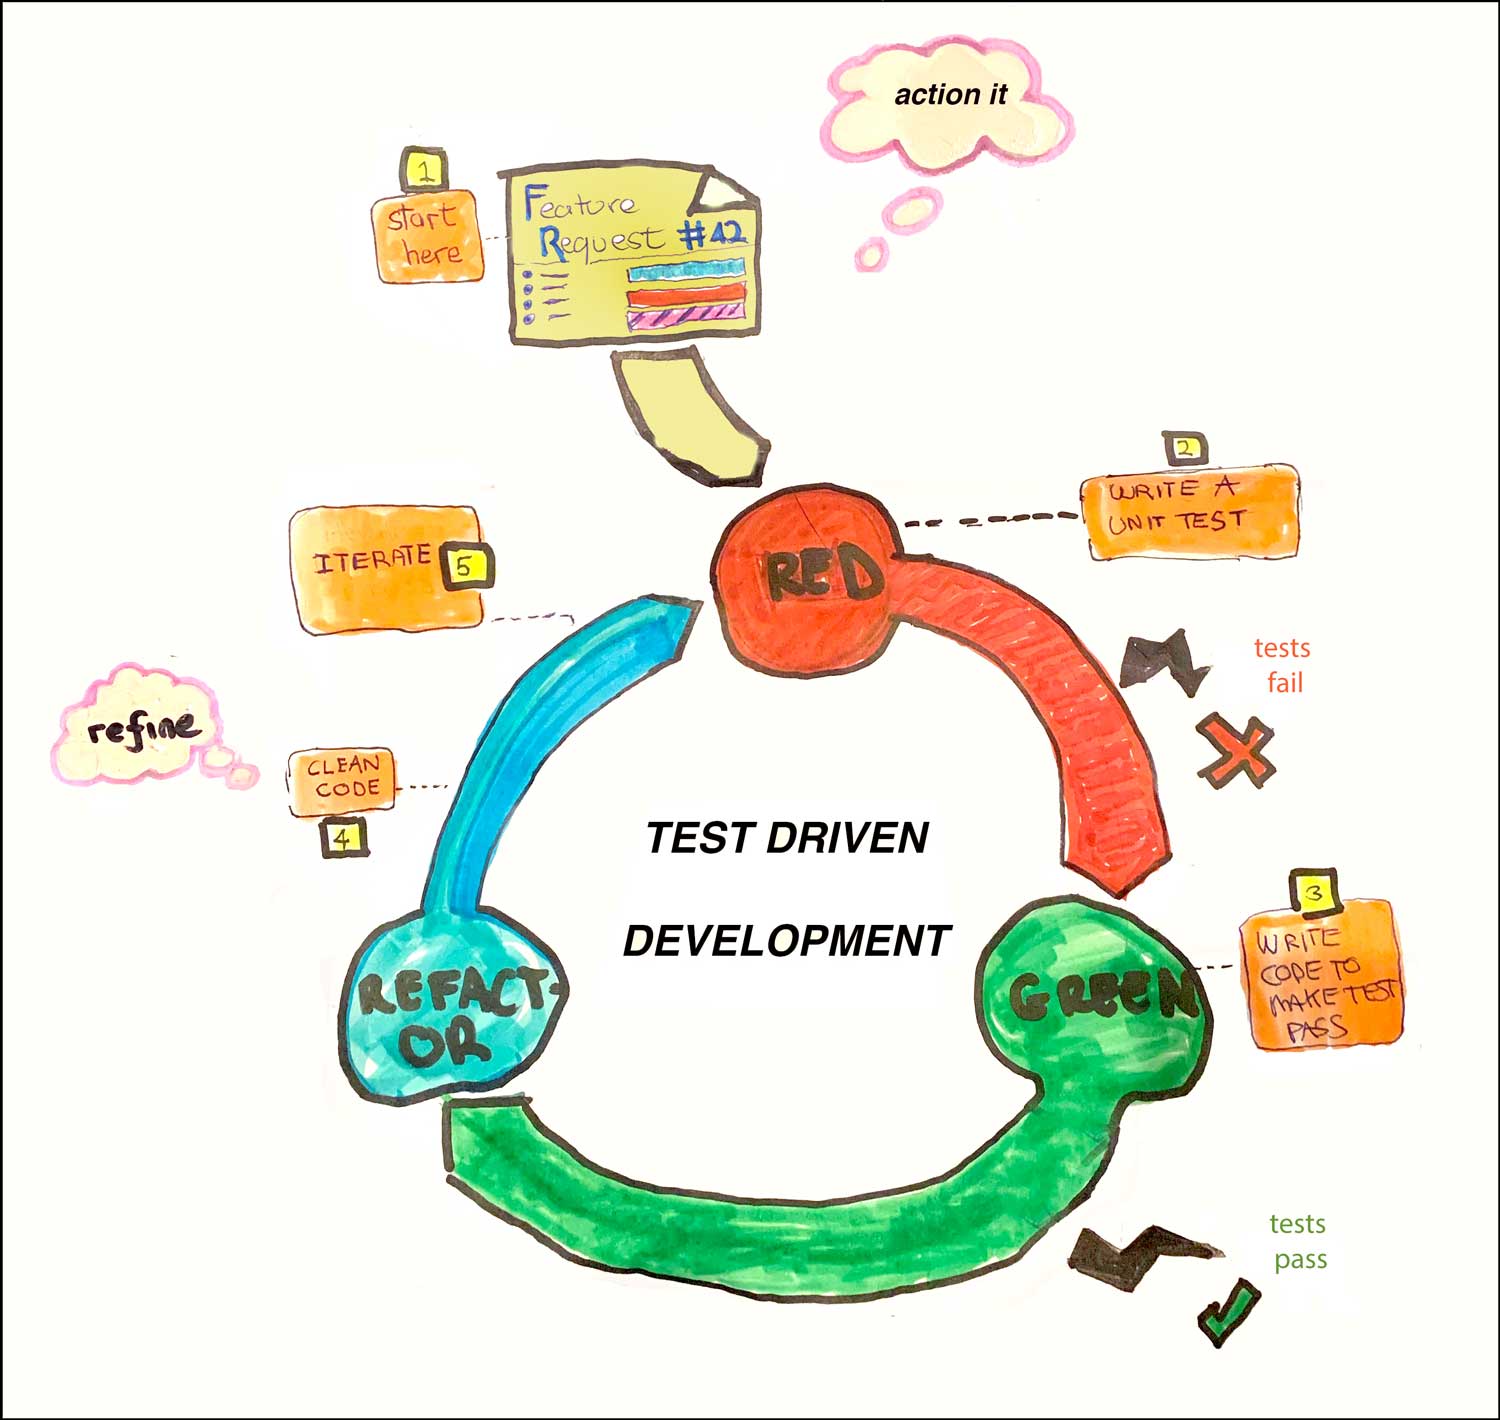 action it
1
start
here
Feature
Request #42
2
WRITE A
UNIT TEST
RED
ITERATE
5
tests
fail
refine
CLEAN
CODE
4
TEST DRIVEN
DEVELOPMENT
3
WRITE
CODE TO
MAKE TEST
PASS
REFACT-
OR
GREEN
tests
pass